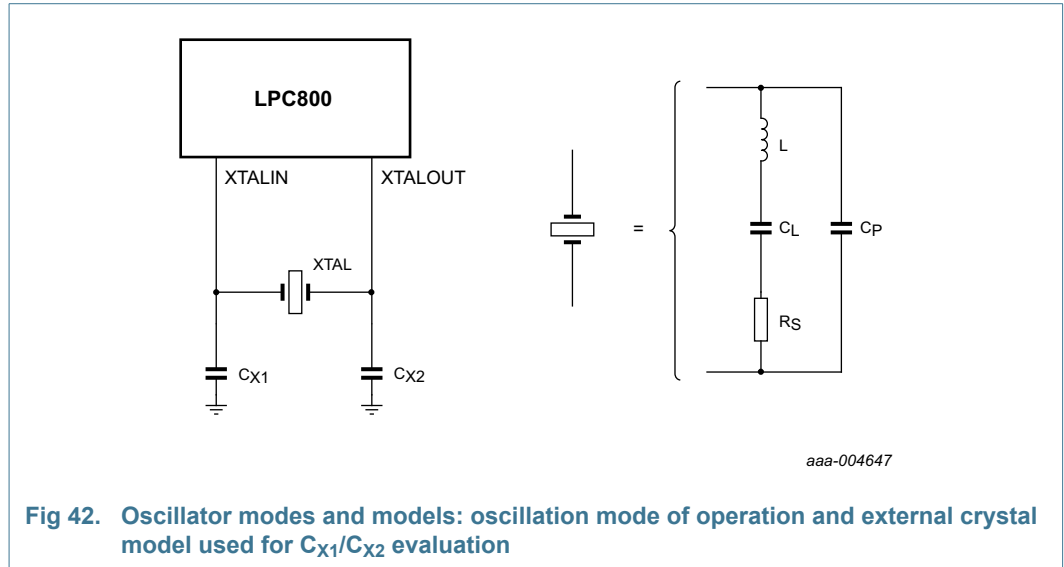 LPC800
XTALIN
XTALOUT
XTAL
CX1
CX2
=
L
CL
CP
RS
aaa-004647
Fig 42. Oscillator modes and models: oscillation mode of operation and external crystal
model used for CX1/CX2 evaluation